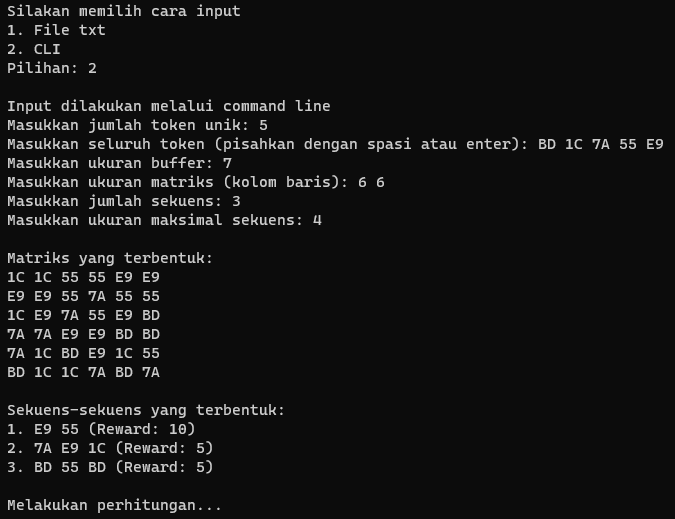 Silakan memilih cara input
1. File txt
2. CLI
Pilihan: 2
Input dilakukan melalui command line
Masukkan jumlah token unik: 5
Masukkan seluruh token (pisahkan dengan spasi atau enter): BD 1C 7A 55 E9
Masukkan ukuran buffer: 7
Masukkan ukuran matriks (kolom baris): 6 6
Masukkan jumlah sekuens: 3
Masukkan ukuran maksimal sekuens: 4
Matriks yang terbentuk:
1C 1C 55 55 E9 E9
E9 E9 55 7A 55 55
1C E9 7A 55 E9 BD
7A 7A E9 E9 BD BD
7A 1C BD E9 1C 55
BD 1C 1C 7A BD 7A
Sekuens-sekuens yang terbentuk:
1. E9 55 (Reward: 10)
2. 7A E9 1C (Reward: 5)
3. BD 55 BD (Reward: 5)
Melakukan perhitungan...